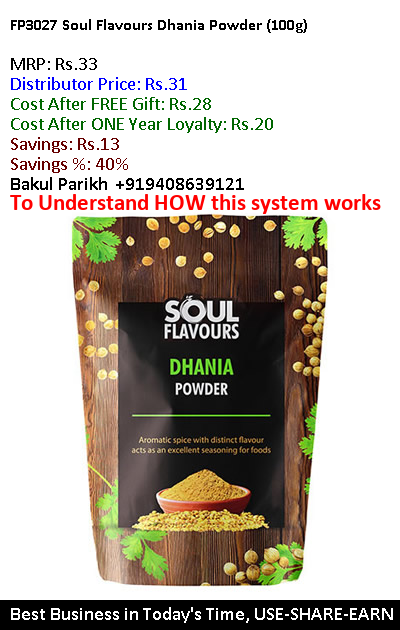 FP3027 Soul Flavours Dhania Powder (100g)
MRP: Rs.33
Distributor Price: Rs.31
Cost After FREE Gift: Rs.28
Cost After ONE Year Loyalty: Rs.20
Savings: Rs.13
Savings %: 40%
Bakul Parikh +919408639121
To Understand HOW this system works
SOUL
FLAVOURS
DHANIA
POWDER
Aromatic spice with distinct flavour
acts as an excellent seasoning for foods
Best Business in Today's Time, USE-SHARE-EARN